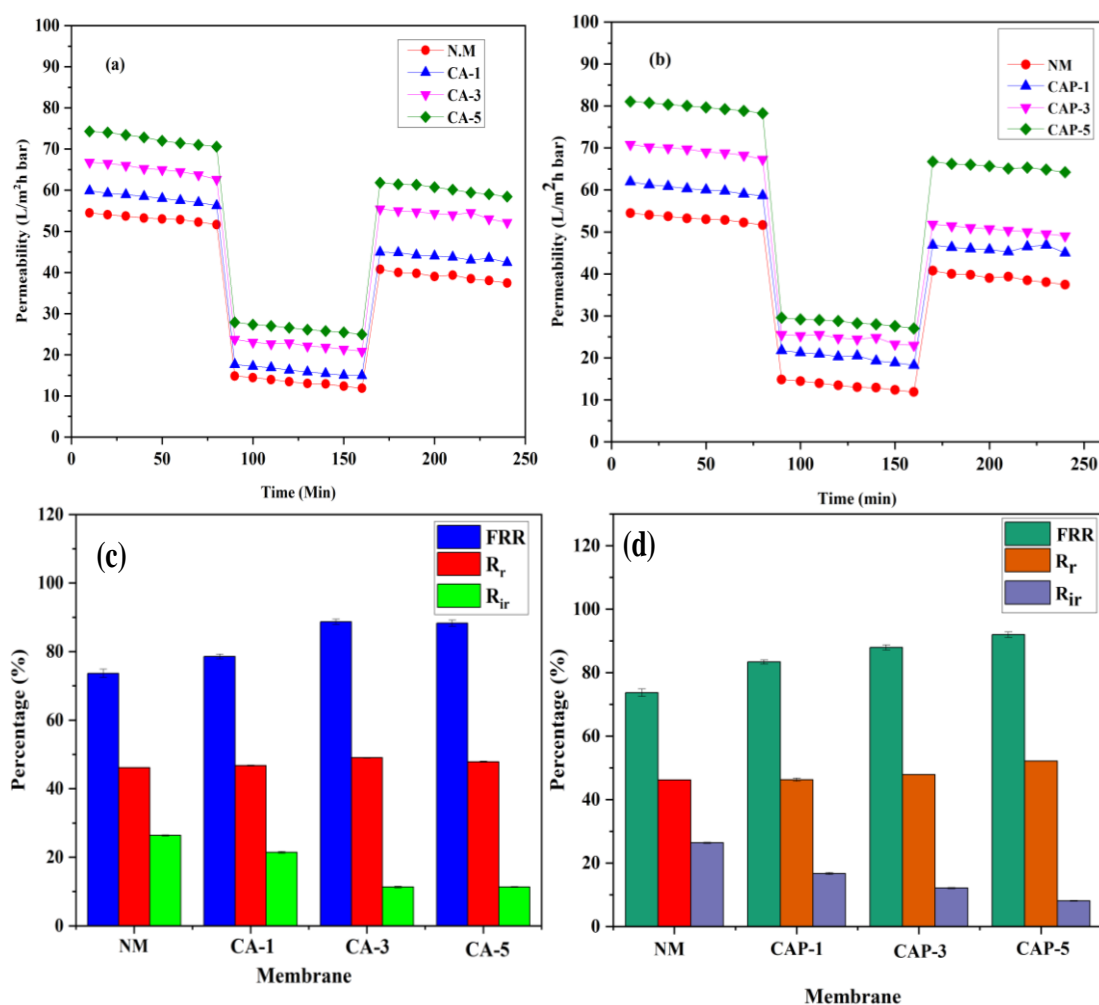 100
90
80
70
60
50
40
30
20
10
0
Permeability (L/m²h bar)
(a)
N.M
CA-1
CA-3
CA-5
0 50 100 150 200 250
Time (Min)
100
90
80
70
60
50
40
30
20
10
0
Permeability (L/m²h bar)
(b)
NM
CAP-1
CAP-3
CAP-5
0 50 100 150 200 250
Time (min)
120
100
80
60
40
20
0
Percentage (%)
(c)
FRR
Rr
Rir
NM CA-1 CA-3 CA-5
Membrane
120
100
80
60
40
20
0
Percentage (%)
(d)
FRR
Rr
Rir
NM CAP-1 CAP-3 CAP-5
Membrane